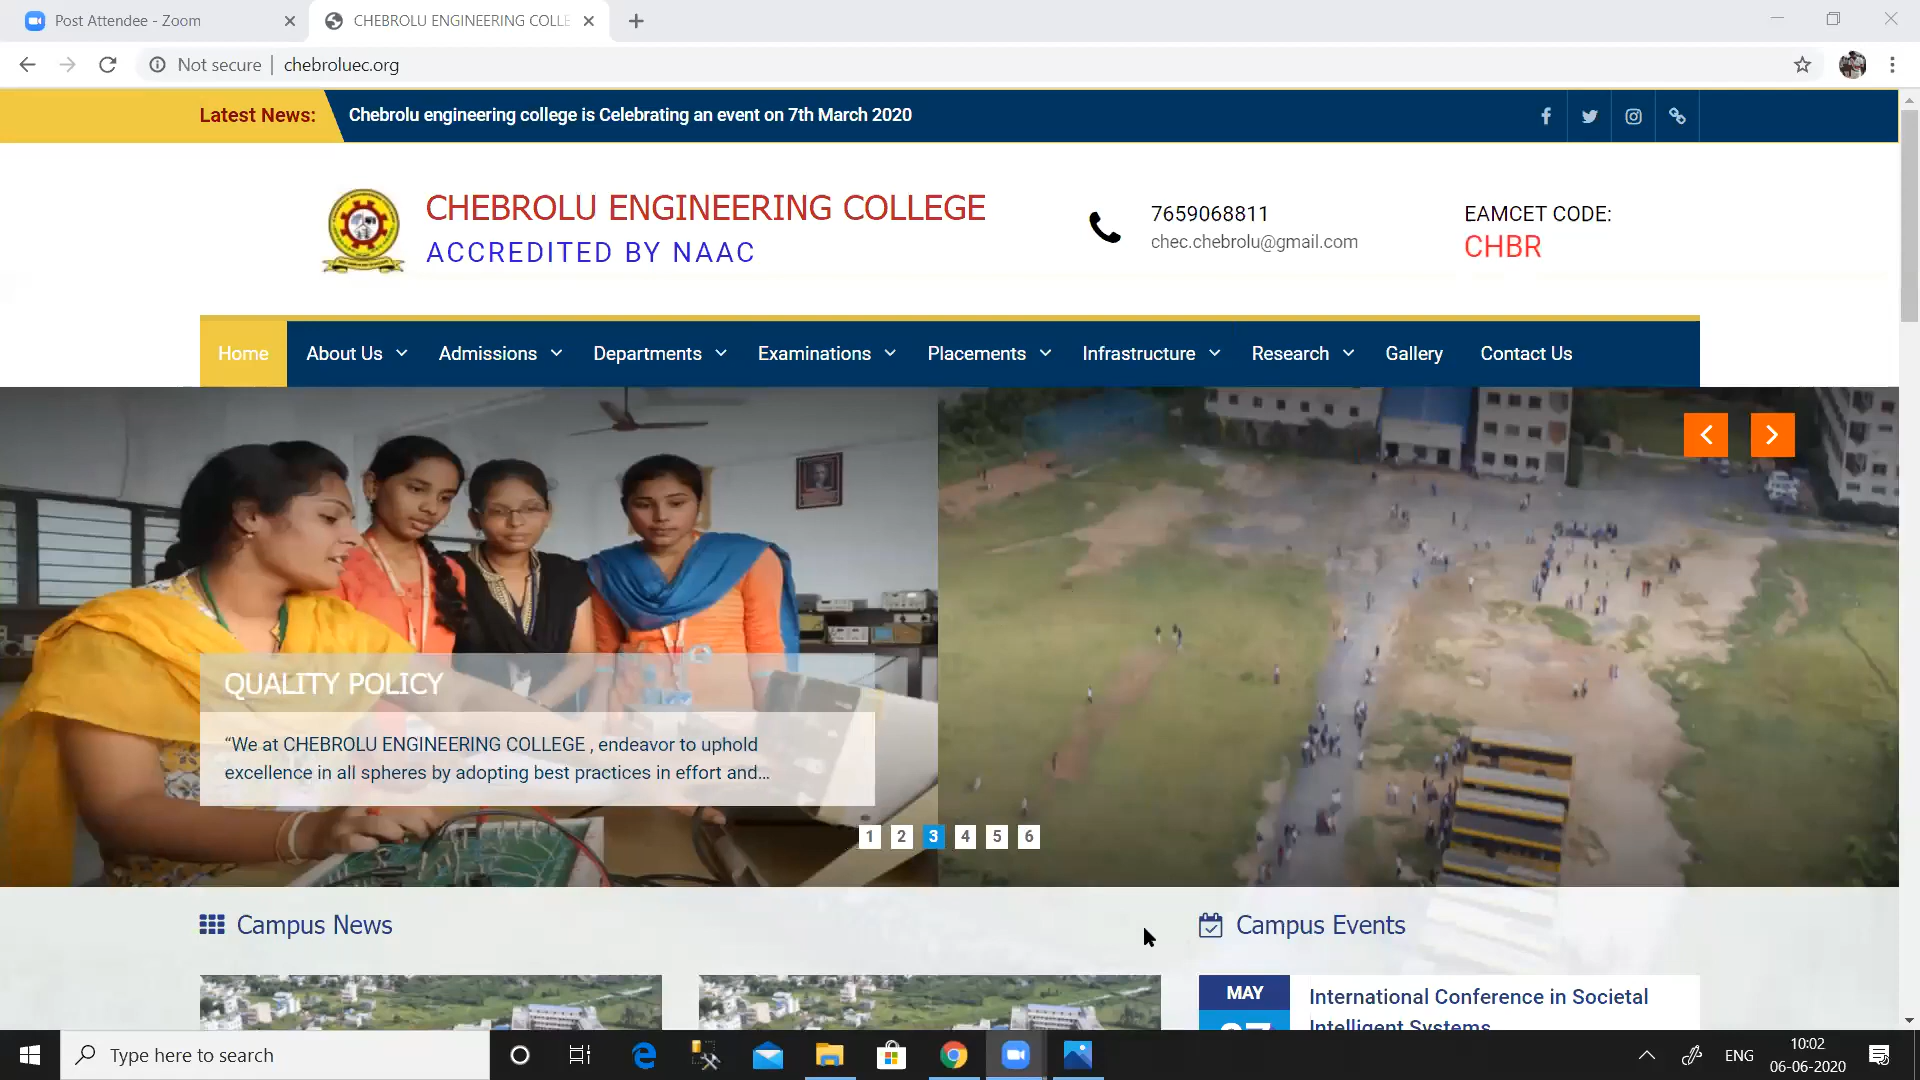 Post Attendee - Zoom
CHEBROLU ENGINEERING COLLE
Not secure
chebroluec.org
Latest News:
Chebrolu engineering college is Celebrating an event on 7th March 2020
CHEBROLU ENGINEERING COLLEGE
ACCREDITED BY NAAC
7659068811
chec.chebrolu@gmail.com
EAMCET CODE:
CHBR
Home About Us Admissions Departments Examinations Placements Infrastructure Research Gallery Contact Us
QUALITY POLICY
“We at CHEBROLU ENGINEERING COLLEGE , endeavor to uphold
excellence in all spheres by adopting best practices in effort and...
1 2 3 4 5 6
Campus News
Campus Events
MAY
International Conference in Societal
Intelligent Systems
Type here to search
ENG
10:02
06-06-2020